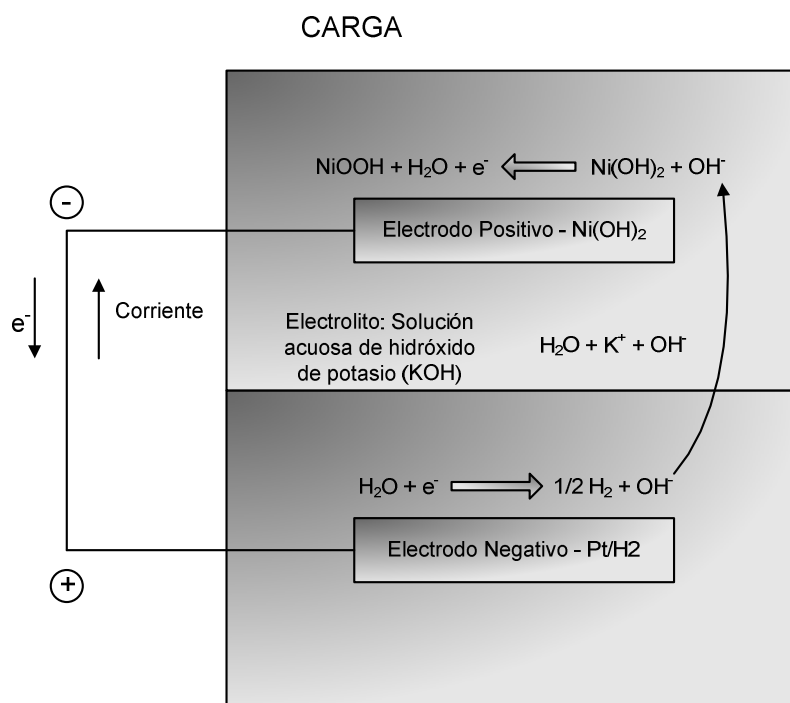 CARGA
NiOOH + H₂O + e⁻ Ni(OH)₂ + OH⁻
-
Electrodo Positivo - Ni(OH)₂
e⁻
Corriente
Electrolito: Solución
acuosa de hidróxido
de potasio (KOH)
H₂O + K⁺ + OH⁻
H₂O + e⁻ 1/2 H₂ + OH⁻
Electrodo Negativo - Pt/H2
+